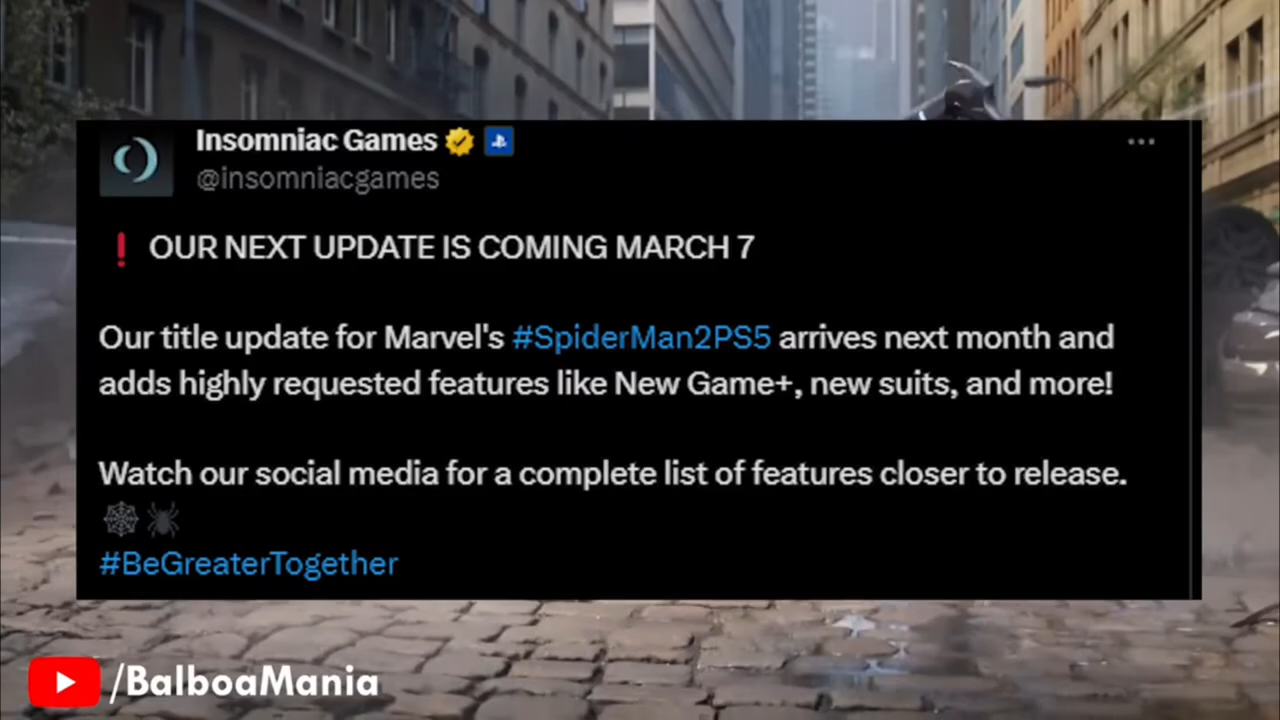 Insomniac Games
@insomniacgames
❗ OUR NEXT UPDATE IS COMING MARCH 7
Our title update for Marvel's #SpiderMan2PS5 arrives next month and
adds highly requested features like New Game+, new suits, and more!
Watch our social media for a complete list of features closer to release.
🕸️🕷️
#BeGreaterTogether
/BalboaMania